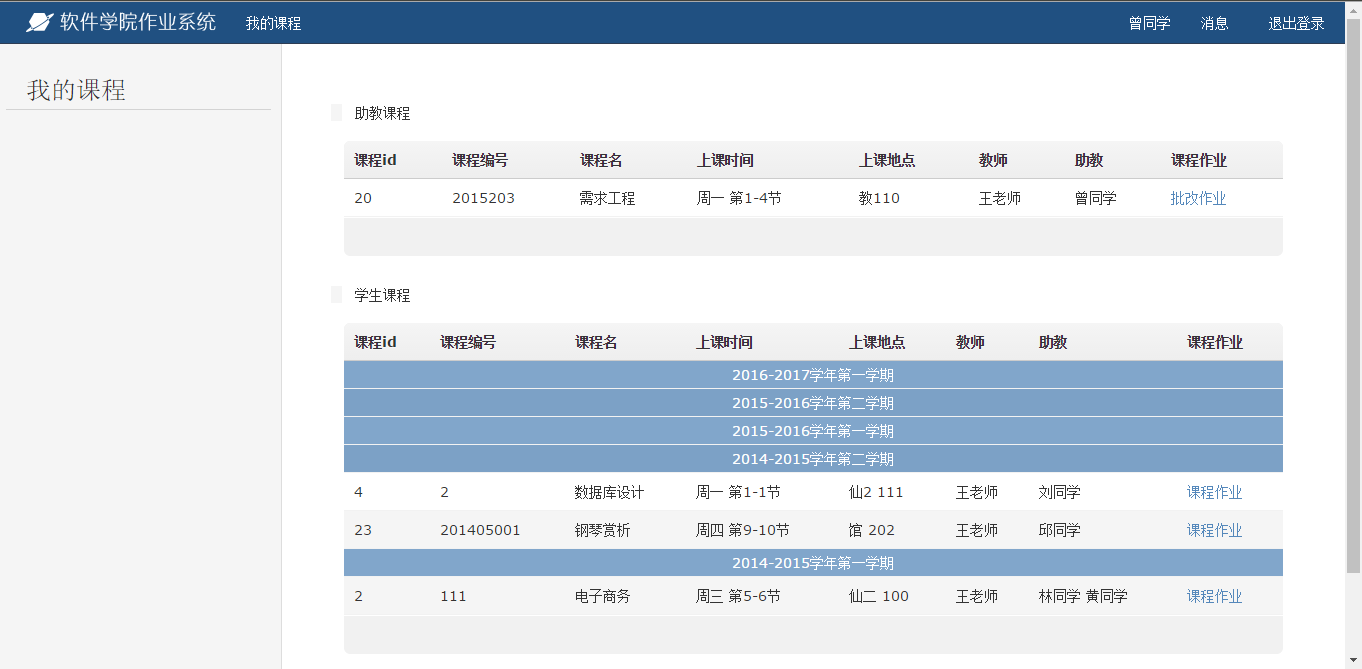 软件学院作业系统 我的课程 曾同学 消息 退出登录
我的课程
助教课程
课程id 课程编号 课程名 上课时间 上课地点 教师 助教 课程作业
20 2015203 需求工程 周一 第1-4节 教110 王老师 曾同学 批改作业
学生课程
课程id 课程编号 课程名 上课时间 上课地点 教师 助教 课程作业
2016-2017学年第一学期
2015-2016学年第二学期
2015-2016学年第一学期
2014-2015学年第二学期
4 2 数据库设计 周一 第1-1节 仙2 111 王老师 刘同学 课程作业
23 201405001 钢琴赏析 周四 第9-10节 馆 202 王老师 邱同学 课程作业
2014-2015学年第一学期
2 111 电子商务 周三 第5-6节 仙二 100 王老师 林同学 黄同学 课程作业